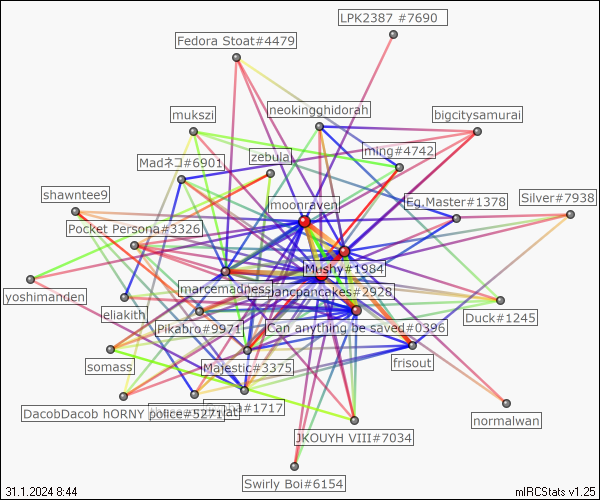 LPK2387 #7690
Fedora Stoat#4479
neokingghidorah
mukszi
bigcitysamurai
ming#4742
zebula
Madネコ#6901
shawntee9
Eg.Master#1378
Silver#7938
moonraven
Pocket Persona#3326
Mushy#1984
marcemadness
ancpancakes#2928
yoshimanden
eliakith
Duck#1245
Pikabro#9971
Can anything be saved#0396
somass
Majestic#3375
frisout
DacobDacob hORNY police#5271
#1717
normalwan
JKOUYH VIII#7034
Swirly Boi#6154
31.1.2024 8:44
mIRCStats v1.25